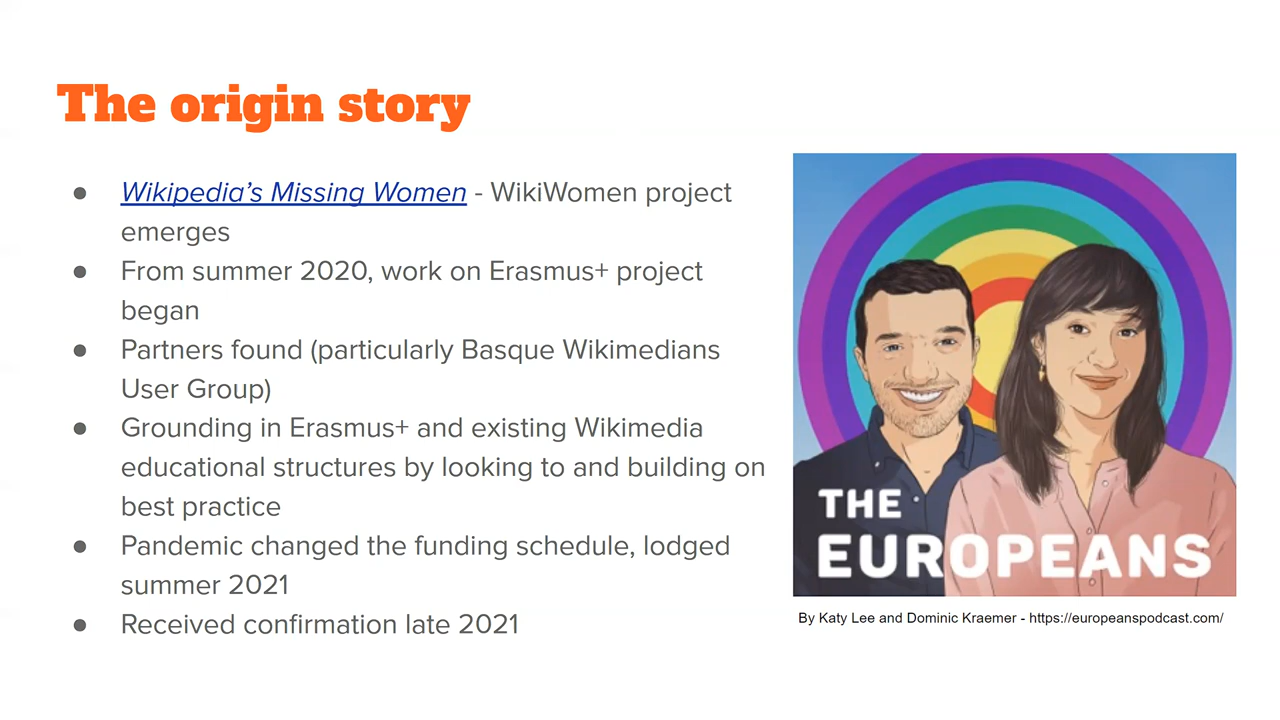 The origin story
● Wikipedia’s Missing Women - WikiWomen project
emerges
● From summer 2020, work on Erasmus+ project
began
● Partners found (particularly Basque Wikimedians
User Group)
● Grounding in Erasmus+ and existing Wikimedia
educational structures by looking to and building on
best practice
● Pandemic changed the funding schedule, lodged
summer 2021
● Received confirmation late 2021
THE
EUROPEANS
By Katy Lee and Dominic Kraemer - https://europeanspodcast.com/